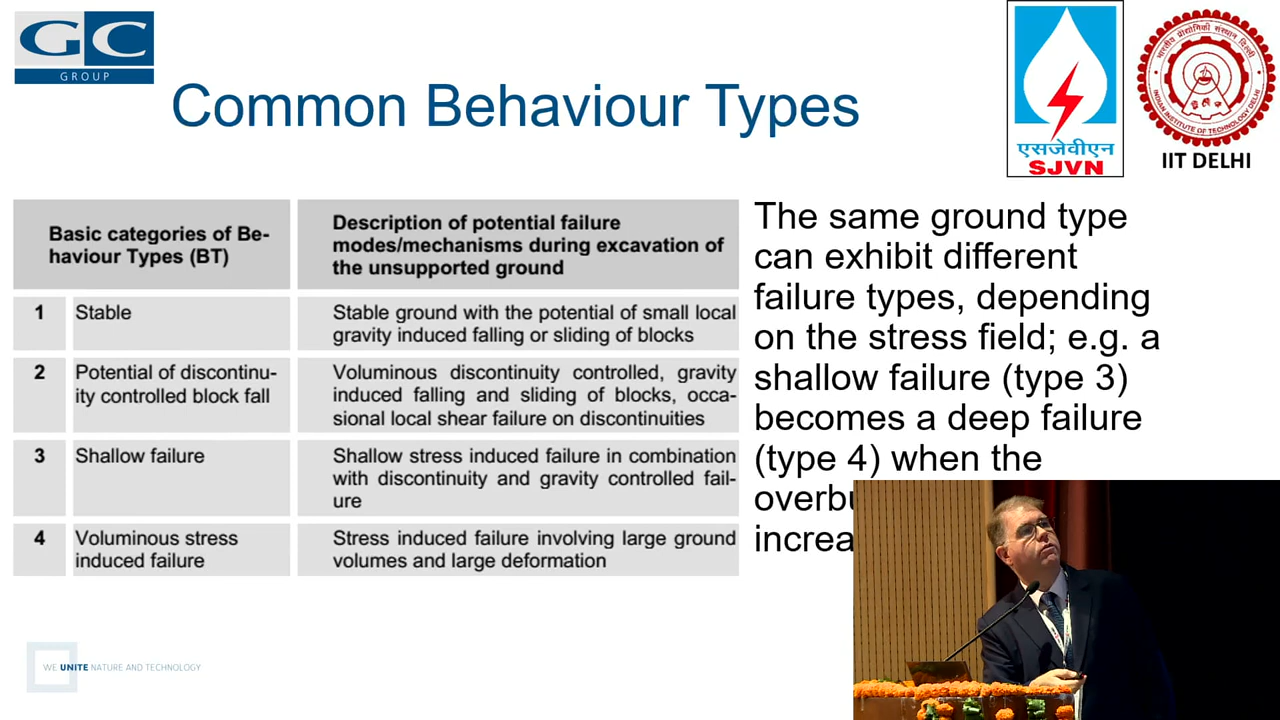 GC
GROUP
Common Behaviour Types
एसजेवीएन
SJVN
भारतीय प्रौद्योगिकी संस्थान दिल्ली
INDIAN INSTITUTE OF TECHNOLOGY DELHI
IIT DELHI
Basic categories of Be-
haviour Types (BT)
Description of potential failure
modes/mechanisms during excavation of
the unsupported ground
1
Stable
Stable ground with the potential of small local
gravity induced falling or sliding of blocks
2
Potential of discontinu-
ity controlled block fall
Voluminous discontinuity controlled, gravity
induced falling and sliding of blocks, occa-
sional local shear failure on discontinuities
3
Shallow failure
Shallow stress induced failure in combination
with discontinuity and gravity controlled fail-
ure
4
Voluminous stress
induced failure
Stress induced failure involving large ground
volumes and large deformation
The same ground type
can exhibit different
failure types, depending
on the stress field; e.g. a
shallow failure (type 3)
becomes a deep failure
(type 4) when the
WE UNITE NATURE AND TECHNOLOGY